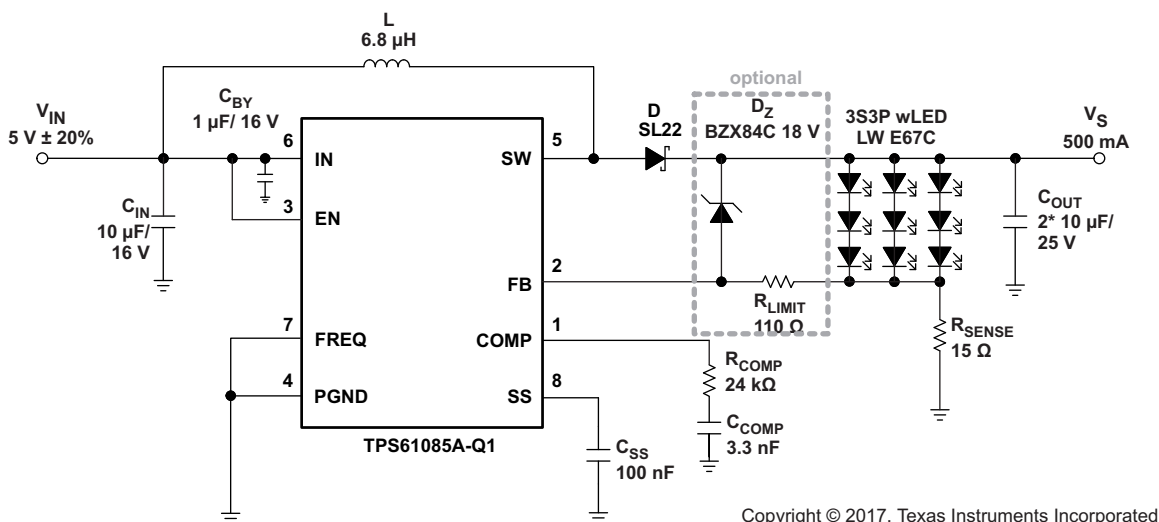 L
6.8 µH
optional
V_IN
5 V ± 20%
C_BY
1 µF/ 16 V
D
SL22
D_Z
BZX84C 18 V
3S3P wLED
LW E67C
V_S
500 mA
6
IN
SW
5
C_IN
10 µF/
16 V
3
EN
C_OUT
2* 10 µF/
25 V
FB
2
R_LIMIT
110 Ω
7
FREQ
COMP
1
R_SENSE
15 Ω
R_COMP
24 kΩ
4
PGND
SS
8
C_COMP
3.3 nF
TPS61085A-Q1
C_SS
100 nF
Copyright © 2017, Texas Instruments Incorporated